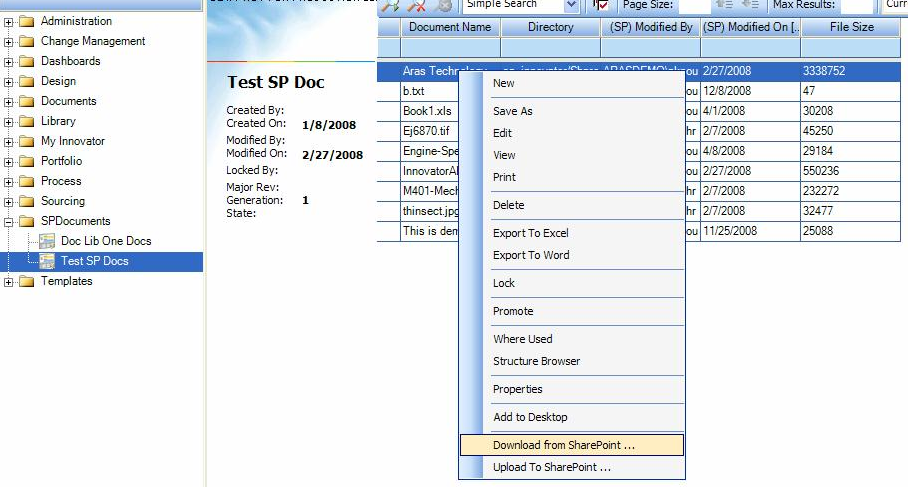 Administration
Change Management
Dashboards
Design
Documents
Library
My Innovator
Portfolio
Process
Sourcing
SPDocuments
Doc Lib One Docs
Test SP Docs
Templates
Test SP Doc
Created By:
Created On: 1/8/2008
Modified By:
Modified On: 2/27/2008
Locked By:
Major Rev:
Generation: 1
State:
Simple Search Page Size: Max Results: Curr
Document Name Directory (SP) Modified By (SP) Modified On [.. File Size
Aras Technology 2/27/2008 3338752
b.txt ou 12/8/2008 47
Book1.xls ou 4/1/2008 30208
Ej6870.tif hr 2/7/2008 45250
Engine-Spe ou 4/8/2008 29184
InnovatorAl ou 2/27/2008 550236
M401-Mech hr 2/7/2008 232272
thinsect.jpg hr 2/7/2008 32477
This is dem ou 11/25/2008 25088
New
Save As
Edit
View
Print
Delete
Export To Excel
Export To Word
Lock
Promote
Where Used
Structure Browser
Properties
Add to Desktop
Download from SharePoint ...
Upload To SharePoint ...